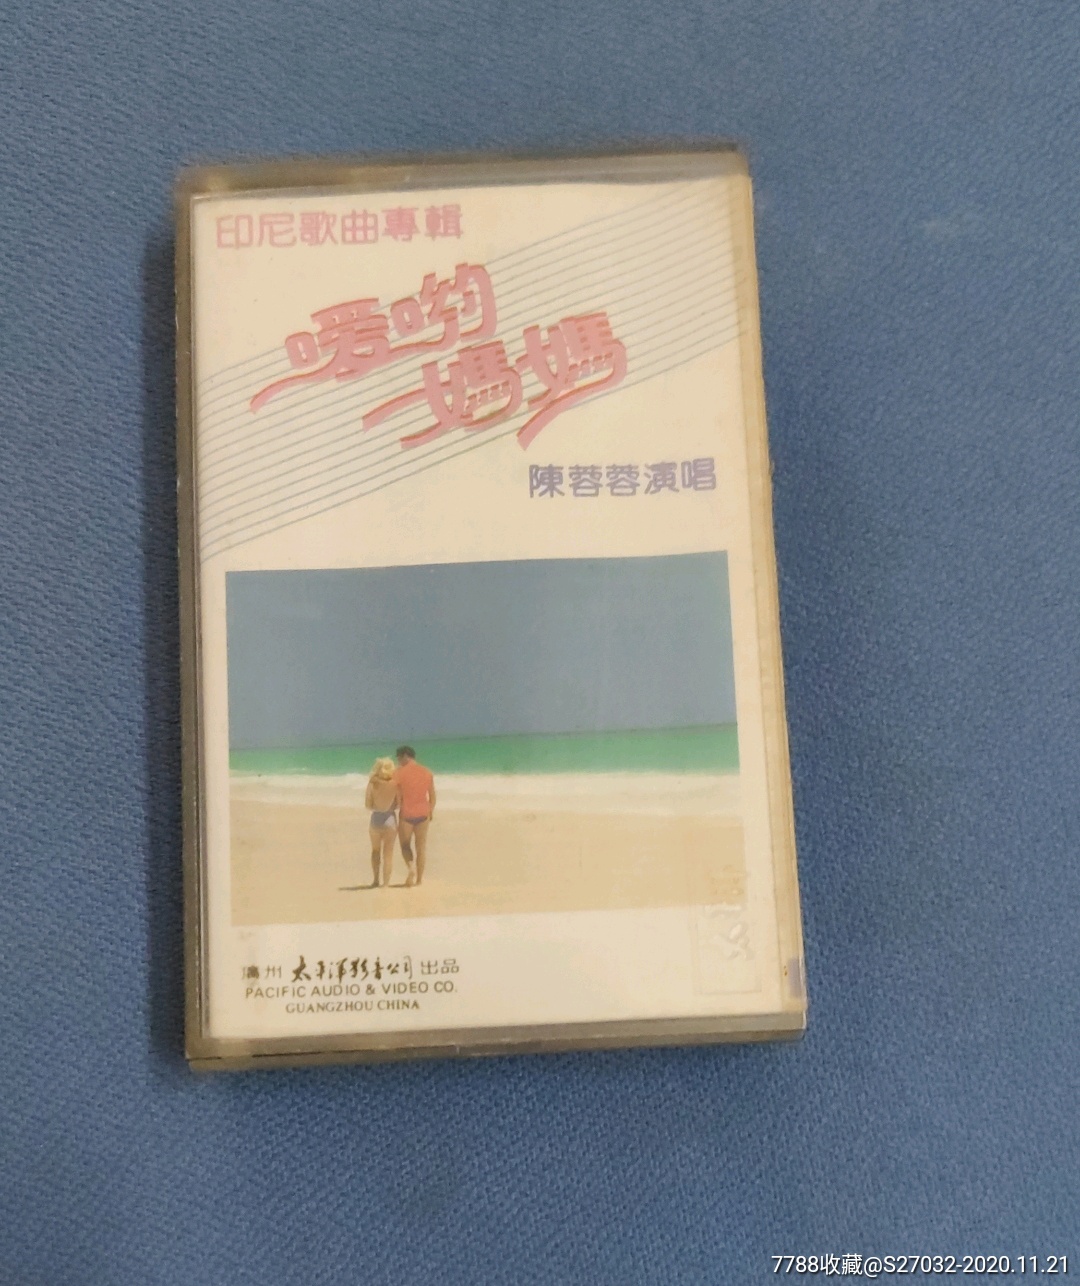 印尼歌曲專輯
嗳喲
媽媽
陳蓉蓉演唱
廣州 太平洋影音公司 出品
PACIFIC AUDIO & VIDEO CO.
GUANGZHOU CHINA
7788收藏@S27032-2020.11.21